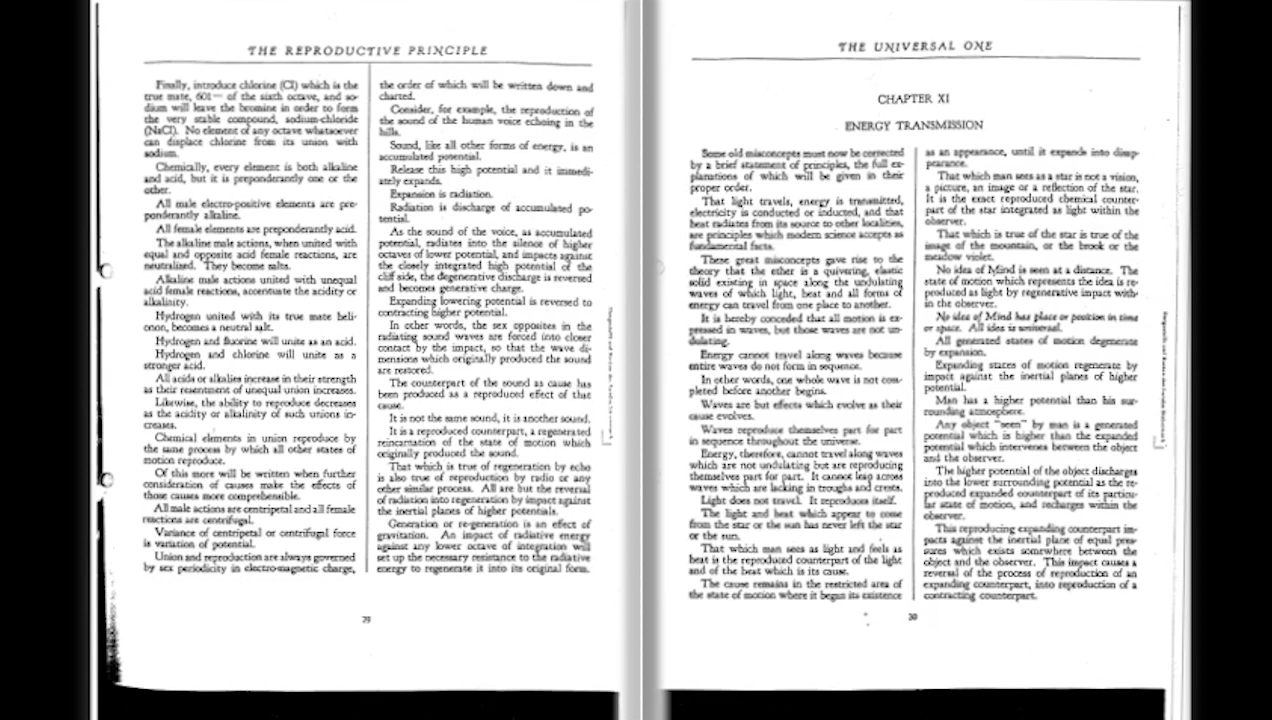 THE REPRODUCTIVE PRINCIPLE
Finally, introduce chlorine (Cl) which is the
true mate, 601— of the sixth octave, and so-
dium will leave the bromine in order to form
the very stable compound, sodium-chloride
(NaCl). No element of any octave whatsoever
can displace chlorine from its union with
sodium.
Chemically, every element is both alkaline
and acid, but it is preponderantly one or the
other.
All male electro-positive elements are pre-
ponderantly alkaline.
All female elements are preponderantly acid.
The alkaline male actions, when united with
equal and opposite acid female reactions, are
neutralized. They become salts.
Alkaline male actions united with unequal
acid female reactions, accentuate the acidity or
alkalinity.
Hydrogen united with its true mate heli-
onon, becomes a neutral salt.
Hydrogen and fluorine will unite as an acid.
Hydrogen and chlorine will unite as a
stronger acid.
All acids or alkalies increase in their strength
as their resentment of unequal union increases.
Likewise, the ability to reproduce decreases
as the acidity or alkalinity of such unions in-
creases.
Chemical elements in union reproduce by
the same process by which all other states of
motion reproduce.
Of this more will be written when further
consideration of causes make the effects of
those causes more comprehensible.
All male actions are centripetal and all female
reactions are centrifugal.
Variance of centripetal or centrifugal force
is variation of potential.
Union and reproduction are always governed
by sex periodicity in electro-magnetic charge,
the order of which will be written down and
charted.
Consider, for example, the reproduction of
the sound of the human voice echoing in the
hills.
Sound, like all other forms of energy, is an
accumulated potential.
Release this high potential and it immedi-
ately expands.
Expansion is radiation.
Radiation is discharge of accumulated po-
tential.
As the sound of the voice, as accumulated
potential, radiates into the silence of higher
octaves of lower potential, and impacts against
the closely integrated high potential of the
cliff side, the degenerative discharge is reversed
and becomes generative charge.
Expanding lowering potential is reversed to
contracting higher potential.
In other words, the sex opposites in the
radiating sound waves are forced into closer
contact by the impact, so that the wave di-
mensions which originally produced the sound
are restored.
The counterpart of the sound as cause has
been produced as a reproduced effect of that
cause.
It is not the same sound, it is another sound.
It is a reproduced counterpart, a regenerated
reincarnation of the state of motion which
originally produced the sound.
That which is true of regeneration by echo
is also true of reproduction by radio or any
other similar process. All are but the reversal
of radiation into regeneration by impact against
the inertial planes of higher potentials.
Generation or re-generation is an effect of
gravitation. An impact of radiative energy
against any lower octave of integration will
set up the necessary resistance to the radiative
energy to regenerate it into its original form.
29
THE UNIVERSAL ONE
CHAPTER XI
ENERGY TRANSMISSION
Some old misconcepts must now be corrected
by a brief statement of principles, the full ex-
planations of which will be given in their
proper order.
That light travels, energy is transmitted,
electricity is conducted or inducted, and that
heat radiates from its source to other localities,
are principles which modern science accepts as
fundamental facts.
These great misconcepts gave rise to the
theory that the ether is a quivering, elastic
solid existing in space along the undulating
waves of which light, heat and all forms of
energy can travel from one place to another.
It is hereby conceded that all motion is ex-
pressed in waves, but those waves are not un-
dulating.
Energy cannot travel along waves because
entire waves do not form in sequence.
In other words, one whole wave is not com-
pleted before another begins.
Waves are but effects which evolve as their
cause evolves.
Waves reproduce themselves part for part
in sequence throughout the universe.
Energy, therefore, cannot travel along waves
which are not undulating but are reproducing
themselves part for part. It cannot leap across
waves which are lacking in troughs and crests.
Light does not travel. It reproduces itself.
The light and heat which appear to come
from the star or the sun has never left the star
or the sun.
That which man sees as light and feels as
heat is the reproduced counterpart of the light
and of the heat which is its cause.
The cause remains in the restricted area of
the state of motion where it began its existence
as an appearance, until it expands into disap-
pearance.
That which man sees as a star is not a vision,
a picture, an image or a reflection of the star.
It is the exact reproduced chemical counter-
part of the star integrated as light within the
observer.
That which is true of the star is true of the
image of the mountain, or the brook or the
meadow violet.
No idea of Mind is seen at a distance. The
state of motion which represents the idea is re-
produced as light by regenerative impact with-
in the observer.
No idea of Mind has place or position in time
or space. All idea is universal.
All generated states of motion degenerate
by expansion.
Expanding states of motion regenerate by
impact against the inertial planes of higher
potential.
Man has a higher potential than his sur-
rounding atmosphere.
Any object "seen" by man is a generated
potential which is higher than the expanded
potential which intervenes between the object
and the observer.
The higher potential of the object discharges
into the lower surrounding potential as the re-
produced expanded counterpart of its particu-
lar state of motion, and recharges within the
observer.
This reproducing expanding counterpart im-
pacts against the inertial plane of equal pres-
sures which exists somewhere between the
object and the observer. This impact causes a
reversal of the process of reproduction of an
expanding counterpart, into reproduction of a
contracting counterpart.
30